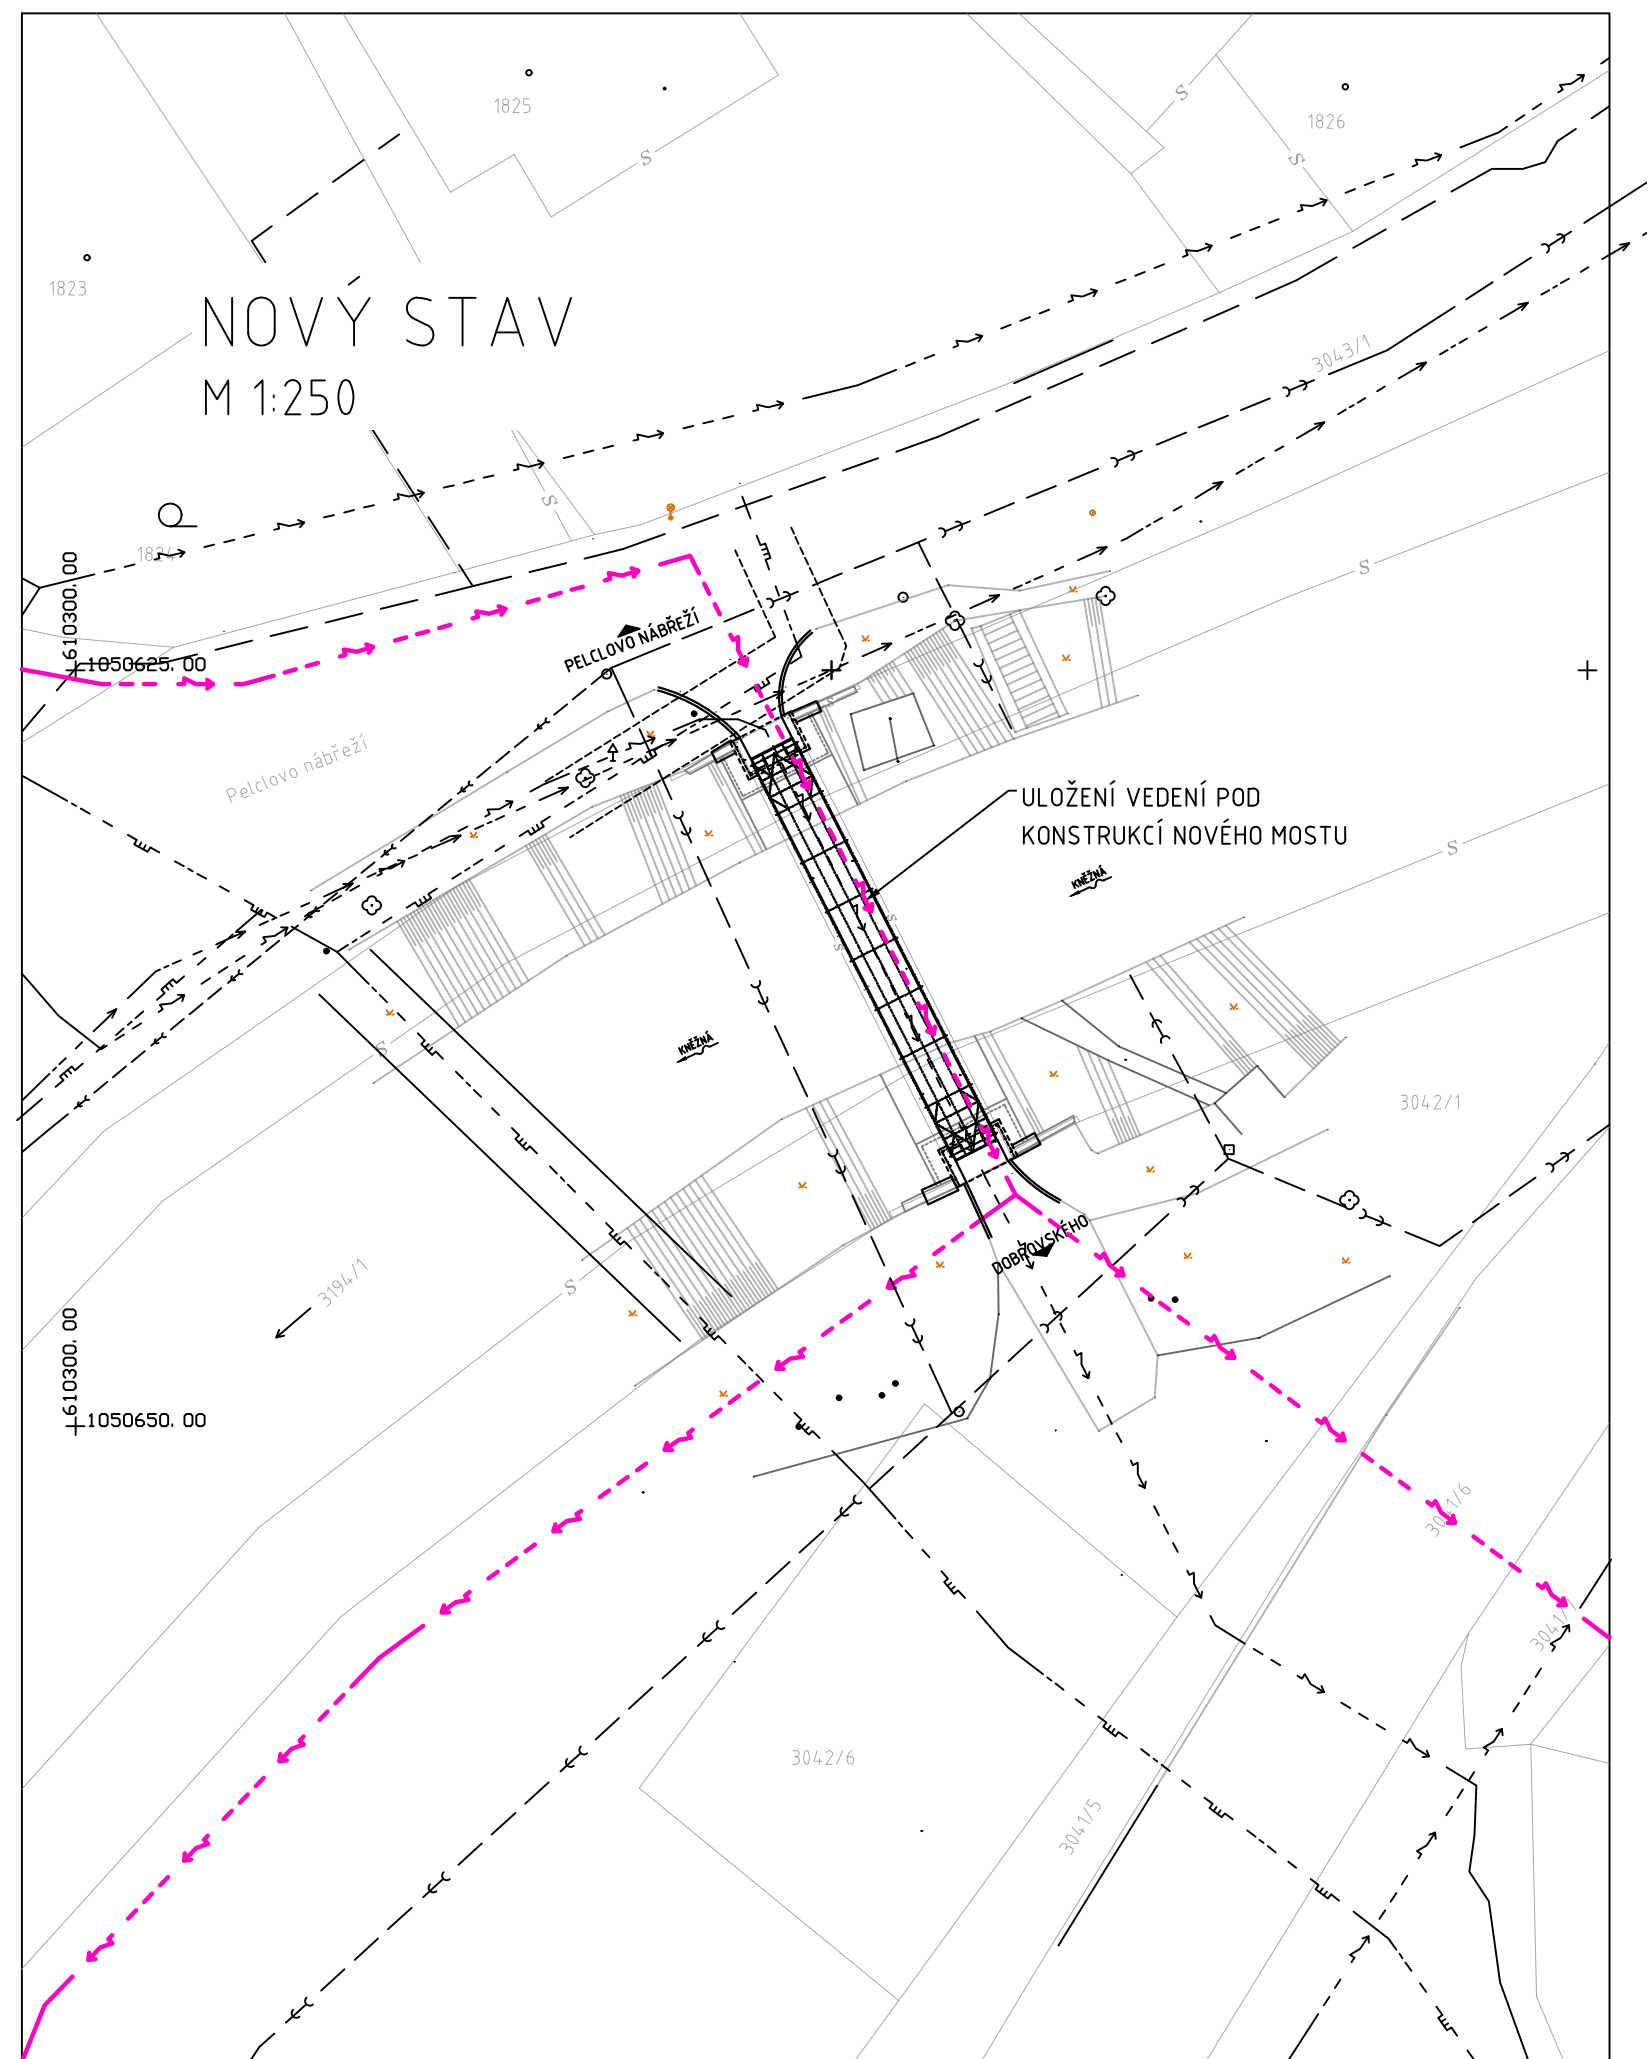 1825
1826
1823
NOVÝ STAV
M 1:250
3043/1
1824
610300.00
1050625.00
PELCLOVO NÁBŘEŽÍ
Pelclovo nábřeží
ULOŽENÍ VEDENÍ POD
KONSTRUKCÍ NOVÉHO MOSTU
KNĚŽNÁ
KNĚŽNÁ
3042/1
DOBROVSKÉHO
3194/1
610300.00
1050650.00
3041/6
3042/6
3041/5